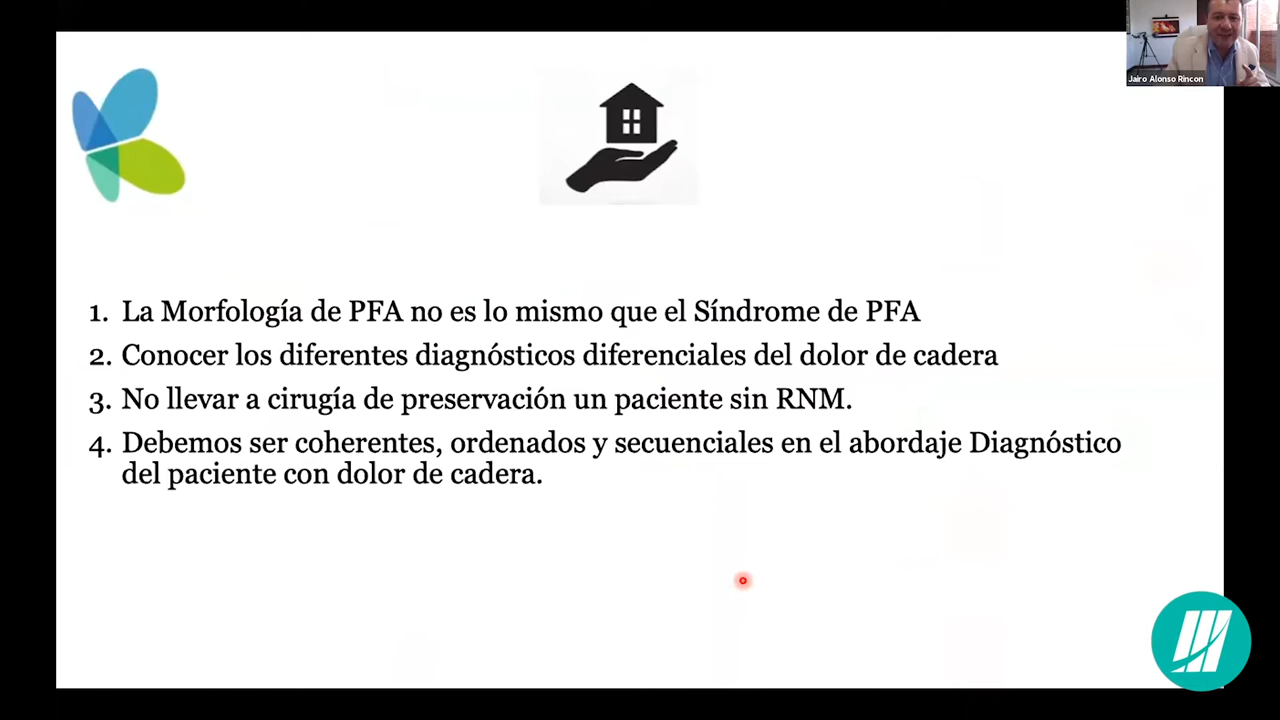 Jairo Alonso Rincon
1. La Morfología de PFA no es lo mismo que el Síndrome de PFA
2. Conocer los diferentes diagnósticos diferenciales del dolor de cadera
3. No llevar a cirugía de preservación un paciente sin RNM.
4. Debemos ser coherentes, ordenados y secuenciales en el abordaje Diagnóstico
del paciente con dolor de cadera.